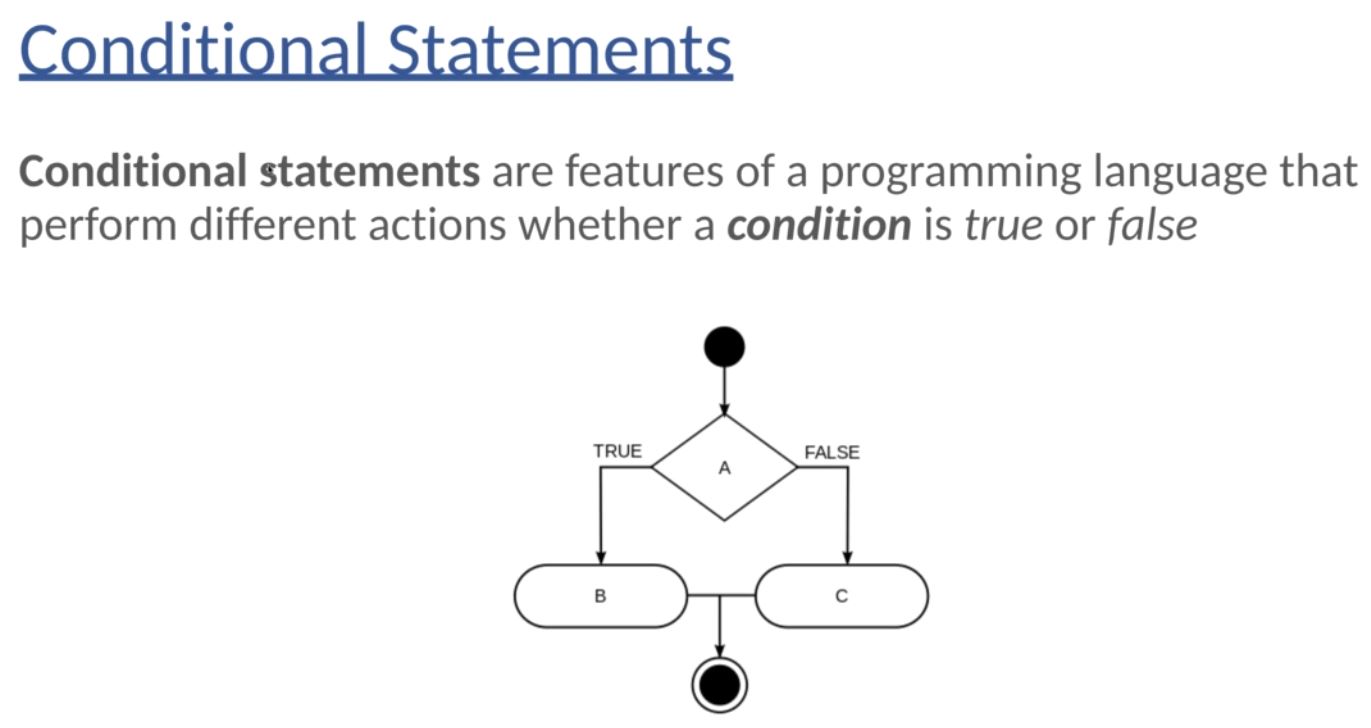 Conditional Statements
Conditional statements are features of a programming language that
perform different actions whether a condition is true or false
TRUE
A
FALSE
B
C